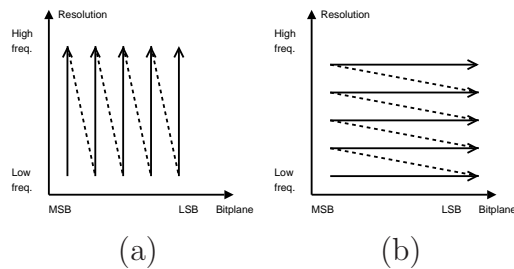 Resolution
High
freq.
Low
freq.
MSB
LSB
Bitplane
(a)
Resolution
High
freq.
Low
freq.
MSB
LSB
Bitplane
(b)